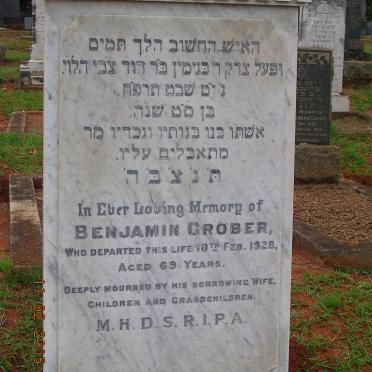 האיש החשוב הלך תמים
ופעל צדק ר בנימין בר דוד צבי הלוי
נ יט שבט תרפח
בן סט שנה
אשתו בנו בנותיו ונכדיו מר
מתאבלים עליו
ת נ צ ב ה
In Ever Loving Memory of
BENJAMIN GROBER,
WHO DEPARTED THIS LIFE 10TH FEB. 1928,
AGED 69 YEARS.
DEEPLY MOURNED BY HIS SORROWING WIFE,
CHILDREN AND GRANDCHILDREN.
M.H.D.S.R.I.P.A.